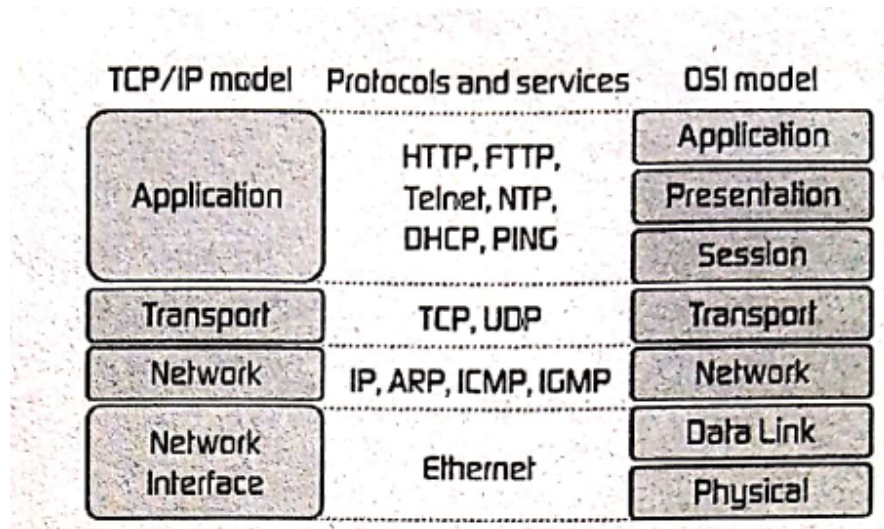 TCP/IP model Protocols and services OSI model
Application
HTTP, FTTP,
Telnet, NTP,
DHCP, PING
Application
Presentation
Session
Transport TCP, UDP Transport
Network IP, ARP, ICMP, IGMP Network
Network
Interface
Ethernet
Data Link
Physical